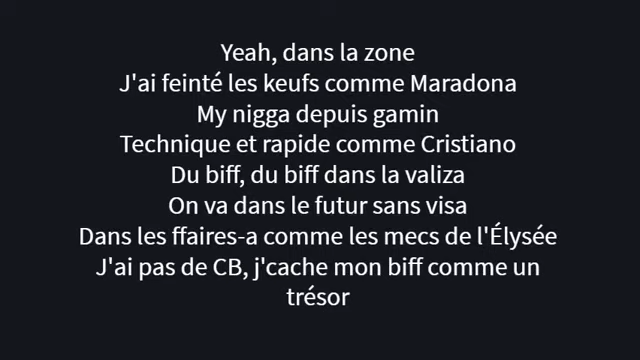 Yeah, dans la zone
J'ai feinté les keufs comme Maradona
My nigga depuis gamin
Technique et rapide comme Cristiano
Du biff, du biff dans la valiza
On va dans le futur sans visa
Dans les ffaires-a comme les mecs de l'Élysée
J'ai pas de CB, j'cache mon biff comme un
trésor